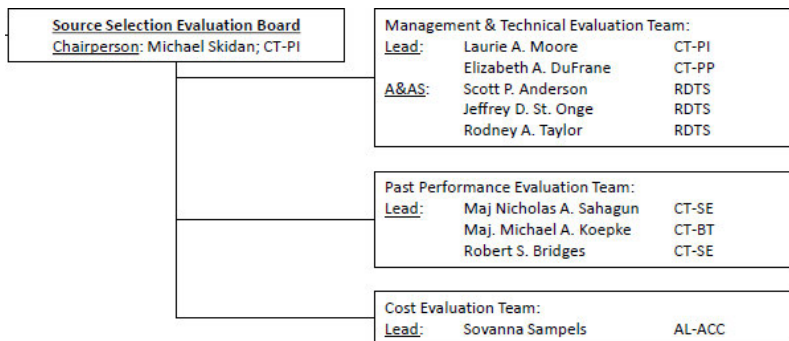 Source Selection Evaluation Board
Chairperson: Michael Skidan; CT-PI
Management & Technical Evaluation Team:
Lead: Laurie A. Moore CT-PI
Elizabeth A. DuFrane CT-PP
A&AS: Scott P. Anderson RDTS
Jeffrey D. St. Onge RDTS
Rodney A. Taylor RDTS
Past Performance Evaluation Team:
Lead: Maj Nicholas A. Sahagun CT-SE
Maj. Michael A. Koepke CT-BT
Robert S. Bridges CT-SE
Cost Evaluation Team:
Lead: Sovanna Sampels AL-ACC